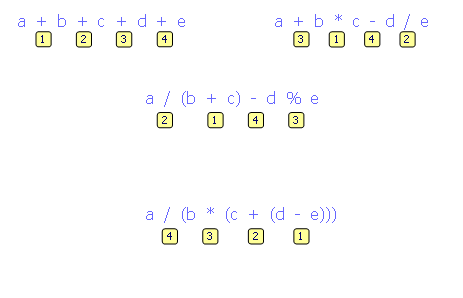 a + b + c + d + e
1 2 3 4
a + b * c - d / e
3 1 4 2
a / (b + c) - d % e
2 1 4 3
a / (b * (c + (d - e)))
4 3 2 1